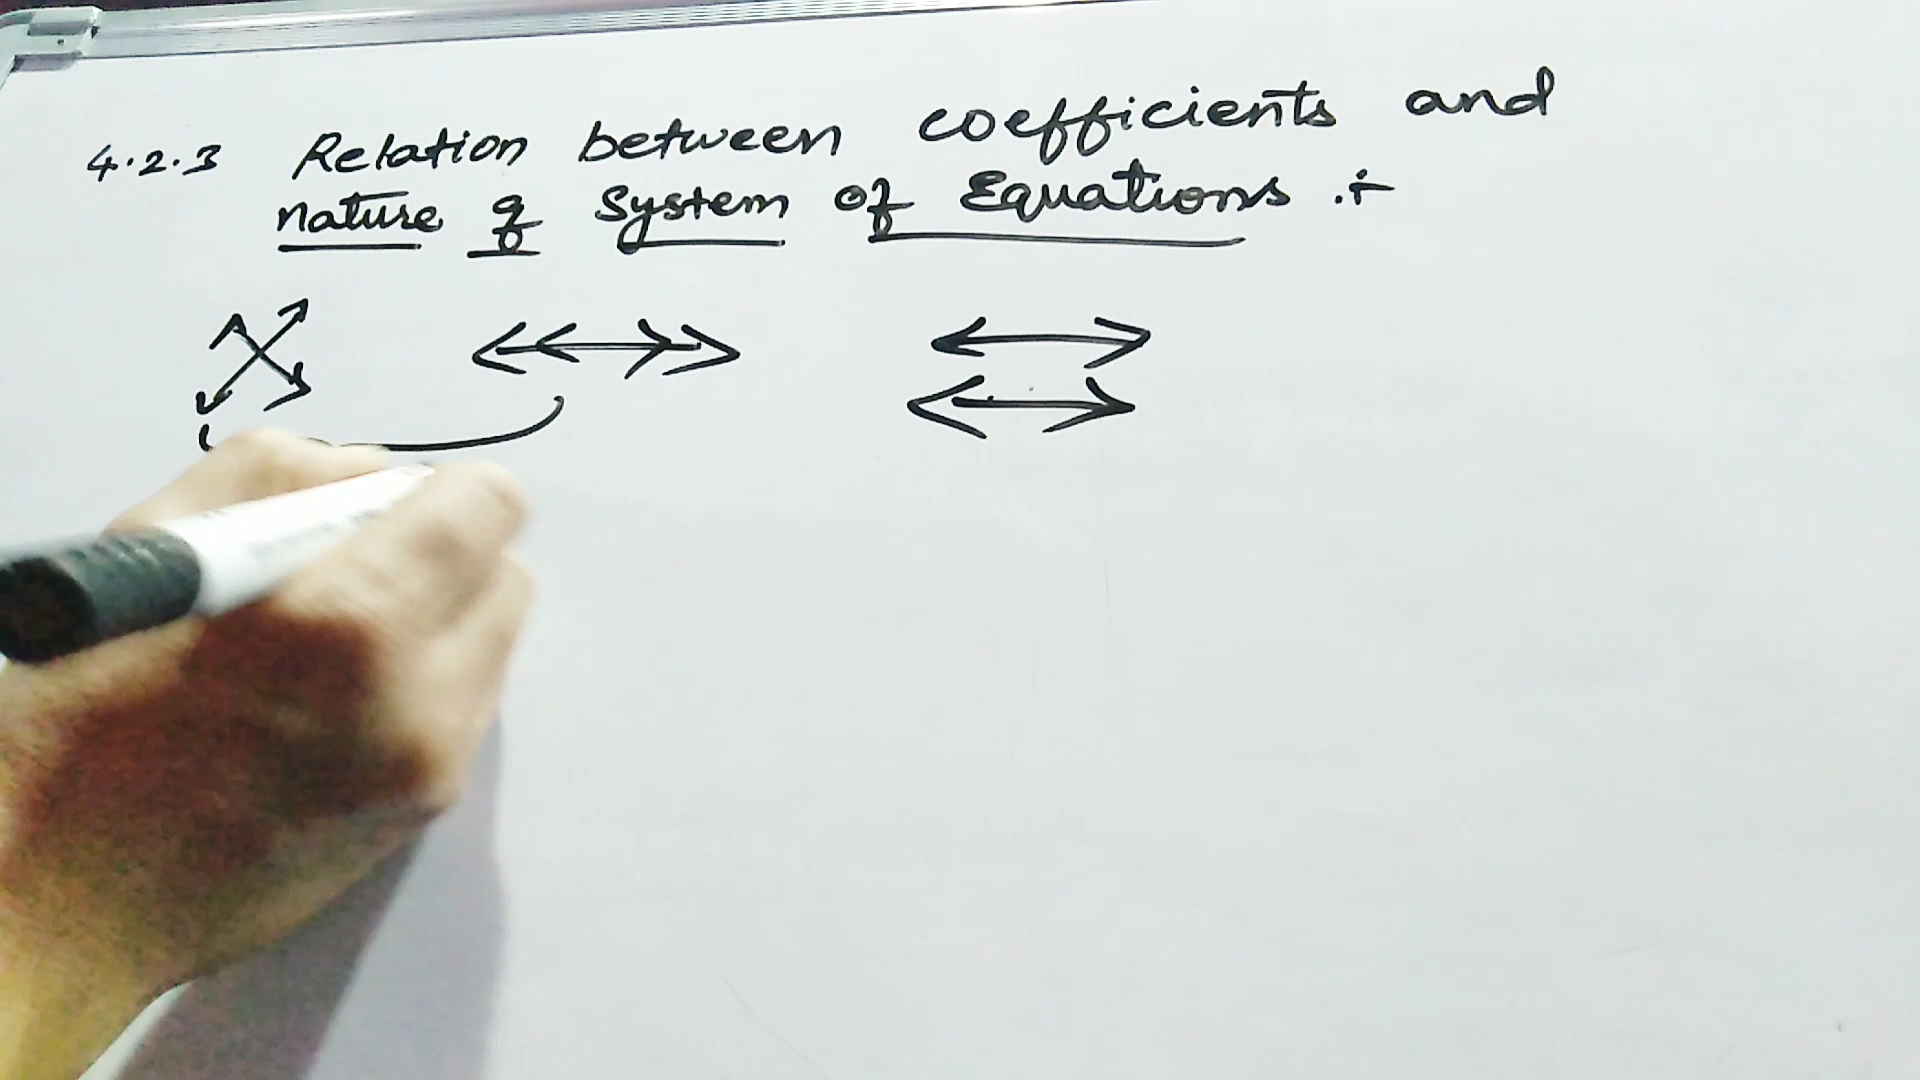 4.2.3 Relation between coefficients and
nature of System of Equations :-